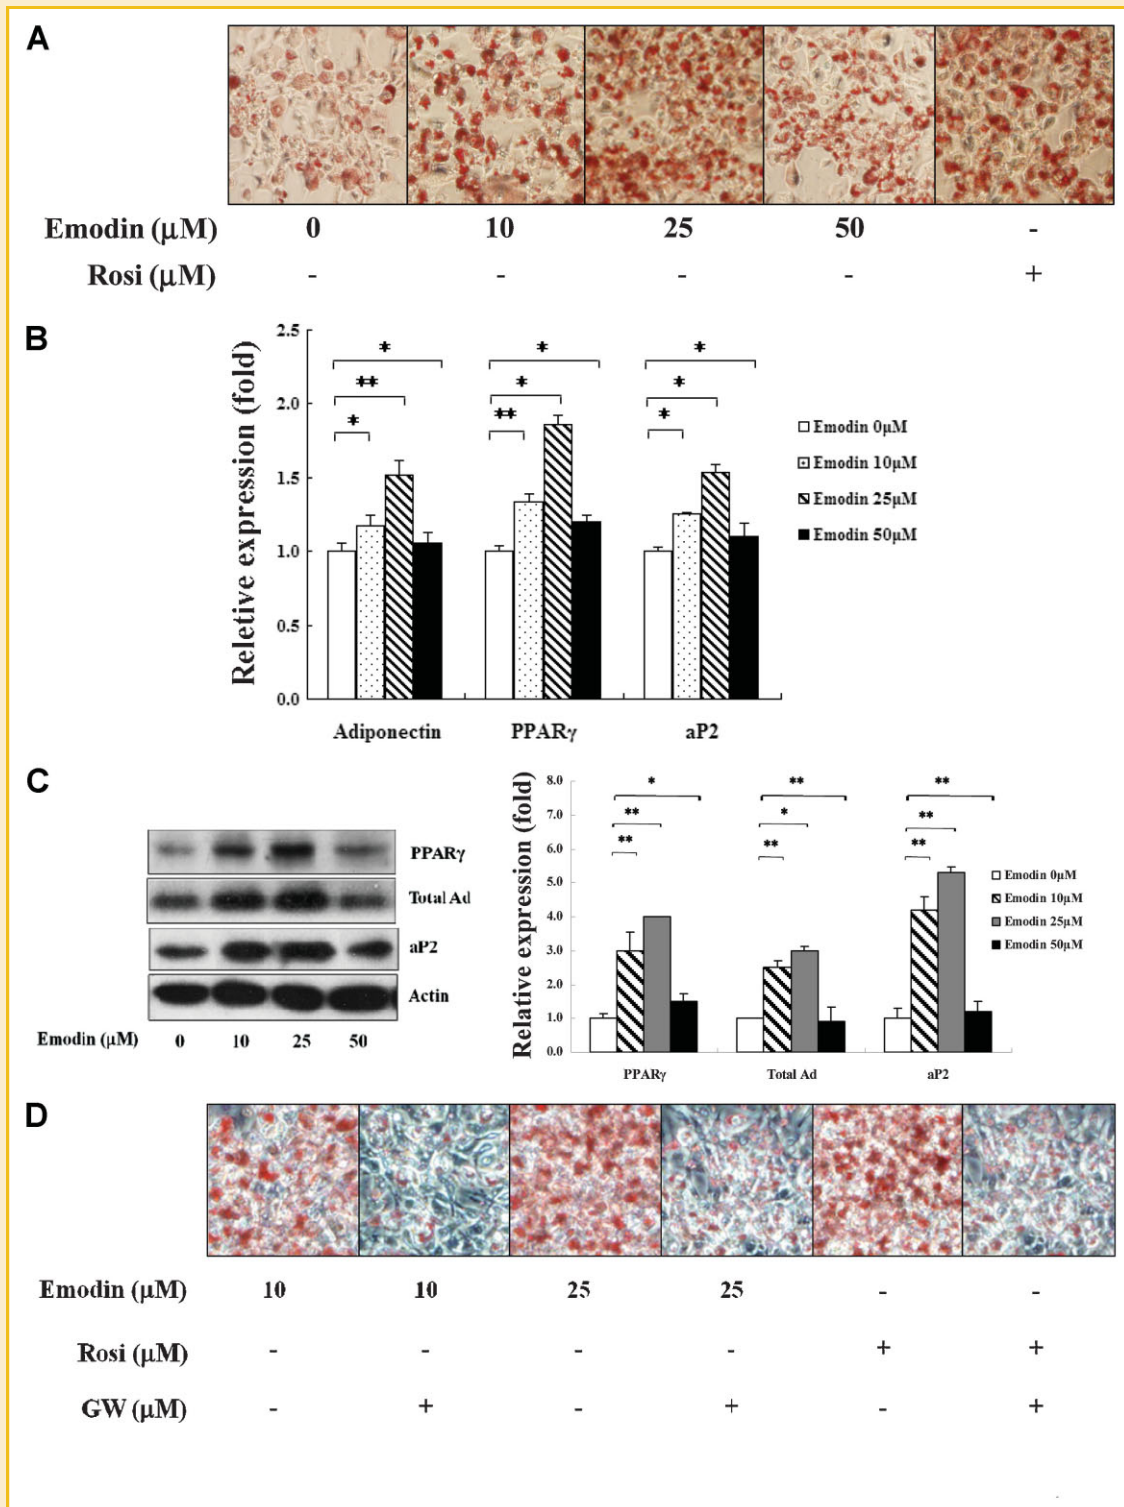 A
Emodin (μM) 0 10 25 50 -
Rosi (μM) - - - - +
B
Reletive expression (fold)
2.5
2.0
1.5
1.0
0.5
0.0
* ** *
** * *
* * *
Adiponectin PPARγ aP2
Emodin 0μM
Emodin 10μM
Emodin 25μM
Emodin 50μM
C
PPARγ
Total Ad
aP2
Actin
Emodin (μM) 0 10 25 50
Relative expression (fold)
8.0
7.0
6.0
5.0
4.0
3.0
2.0
1.0
0.0
** ** *
** * **
** ** **
PPARγ Total Ad aP2
Emodin 0μM
Emodin 10μM
Emodin 25μM
Emodin 50μM
D
Emodin (μM) 10 10 25 25 - -
Rosi (μM) - - - - + +
GW (μM) - + - + - +